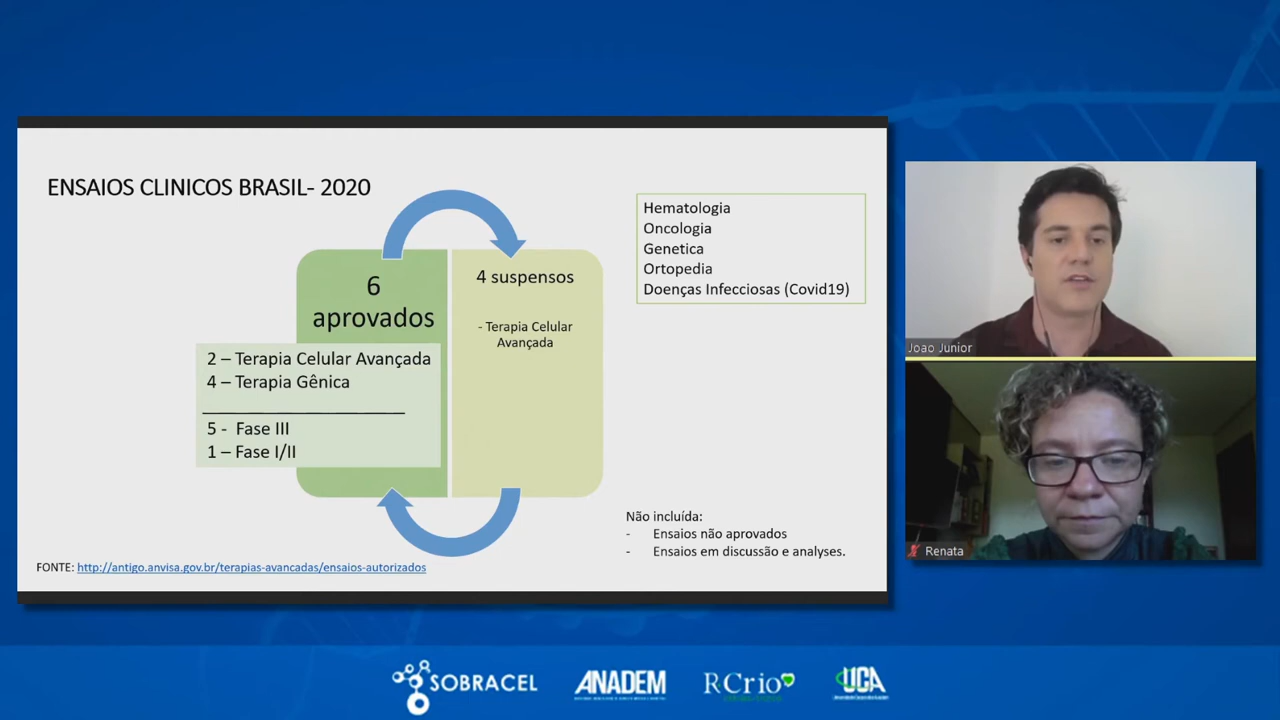 ENSAIOS CLINICOS BRASIL- 2020
6
aprovados
2 – Terapia Celular Avançada
4 – Terapia Gênica
5 - Fase III
1 – Fase I/II
4 suspensos
- Terapia Celular
Avançada
Hematologia
Oncologia
Genetica
Ortopedia
Doenças Infecciosas (Covid19)
Não incluída:
- Ensaios não aprovados
- Ensaios em discussão e analyses.
FONTE: http://antigo.anvisa.gov.br/terapias-avancadas/ensaios-autorizados
Joao Junior
Renata
SOBRACEL
ANADEM
RCrio
UCA